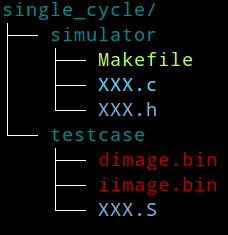 single_cycle/
simulator
Makefile
XXX.c
XXX.h
testcase
dimage.bin
iimage.bin
XXX.S